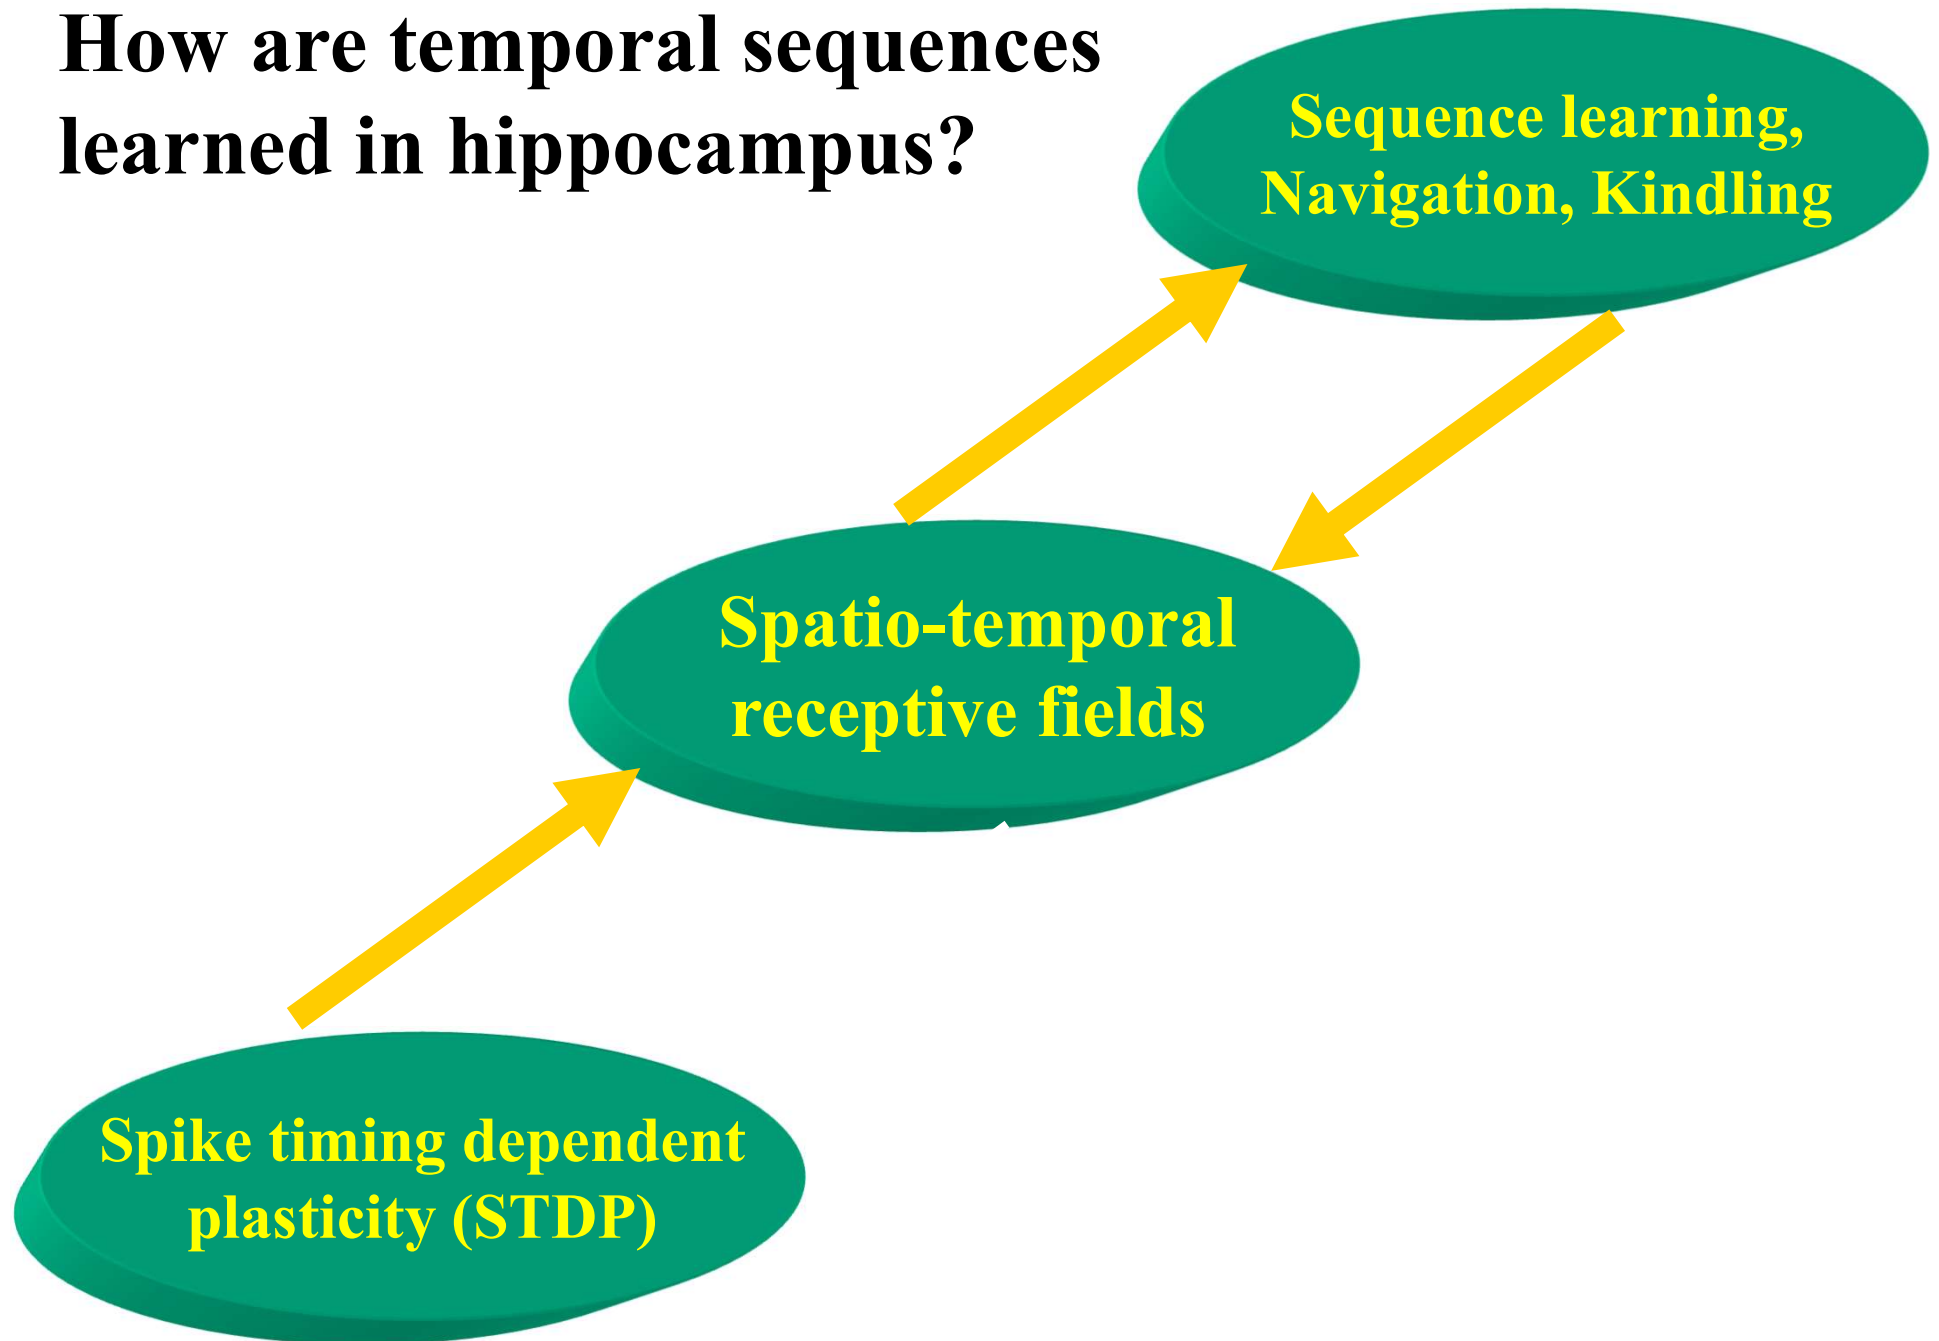 How are temporal sequences
learned in hippocampus?
Sequence learning,
Navigation, Kindling
Spatio-temporal
receptive fields
Spike timing dependent
plasticity (STDP)